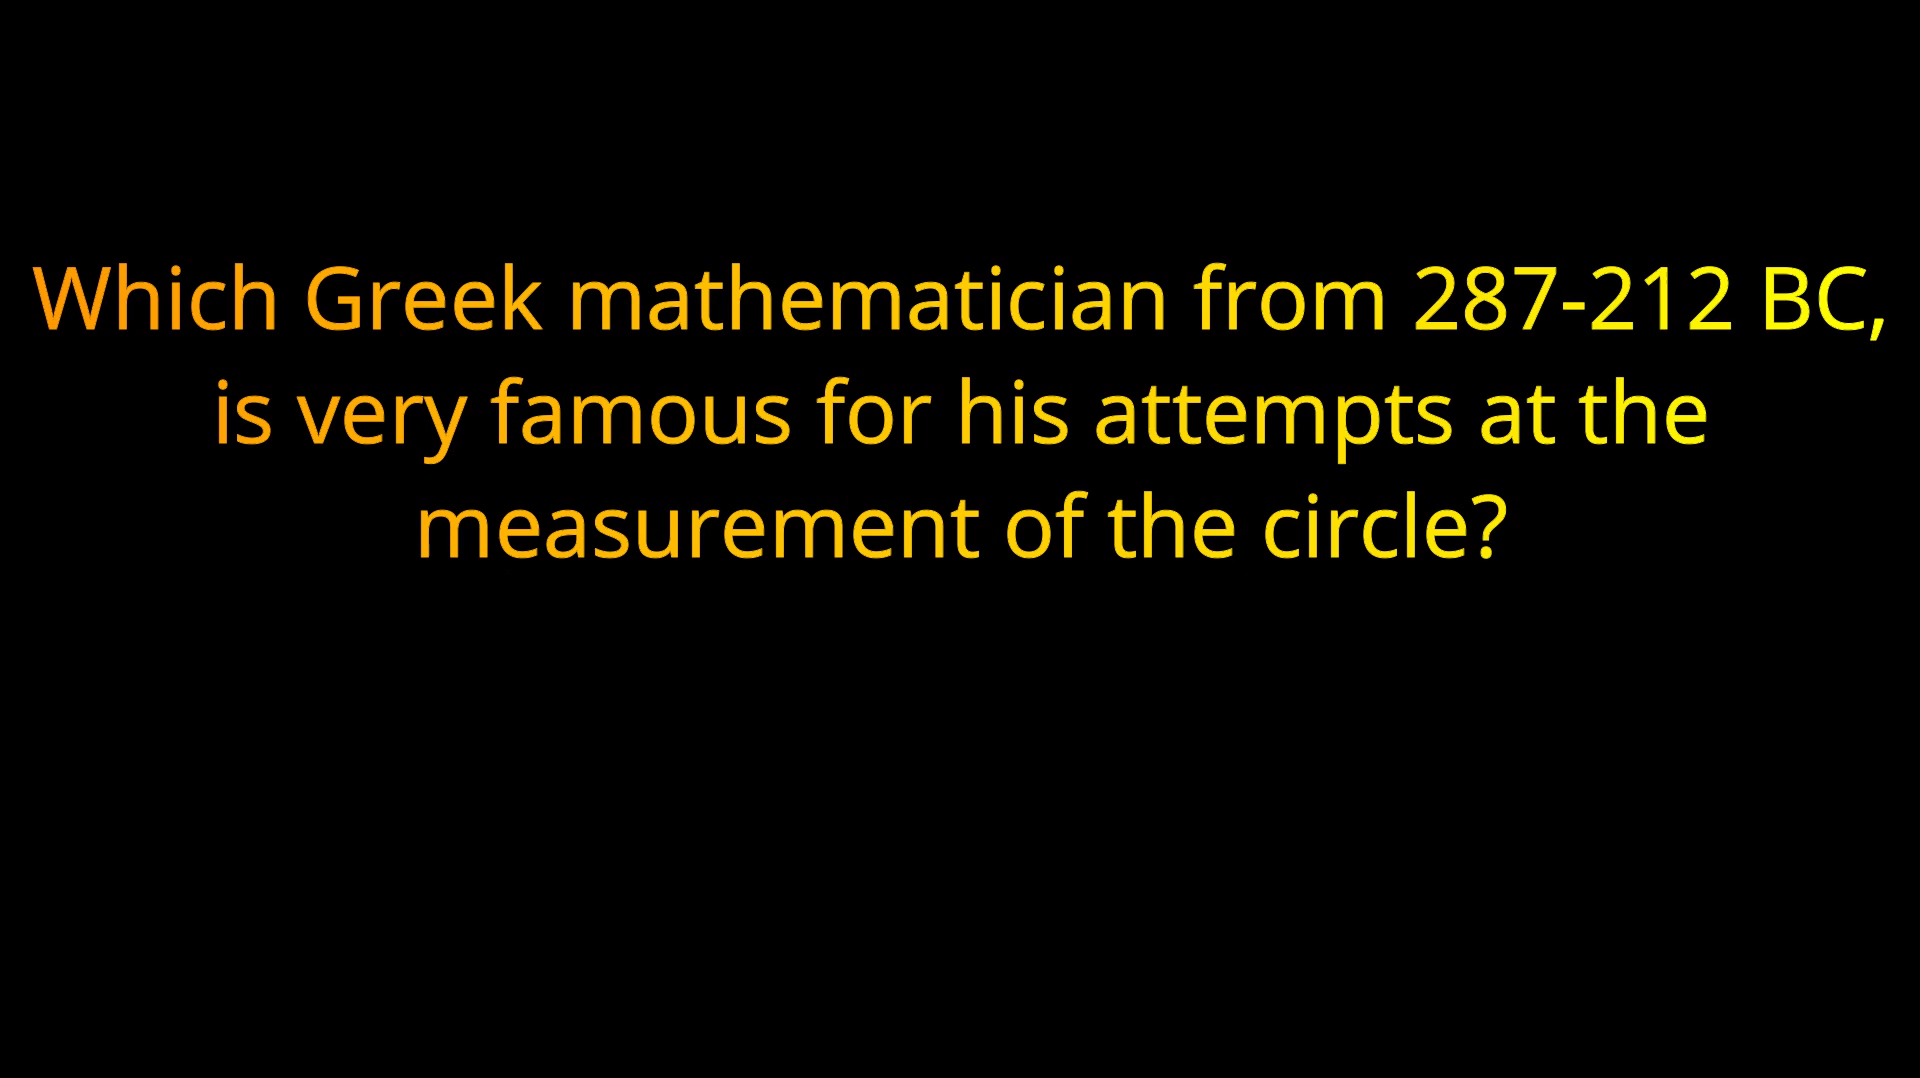 Which Greek mathematician from 287-212 BC,
is very famous for his attempts at the
measurement of the circle?